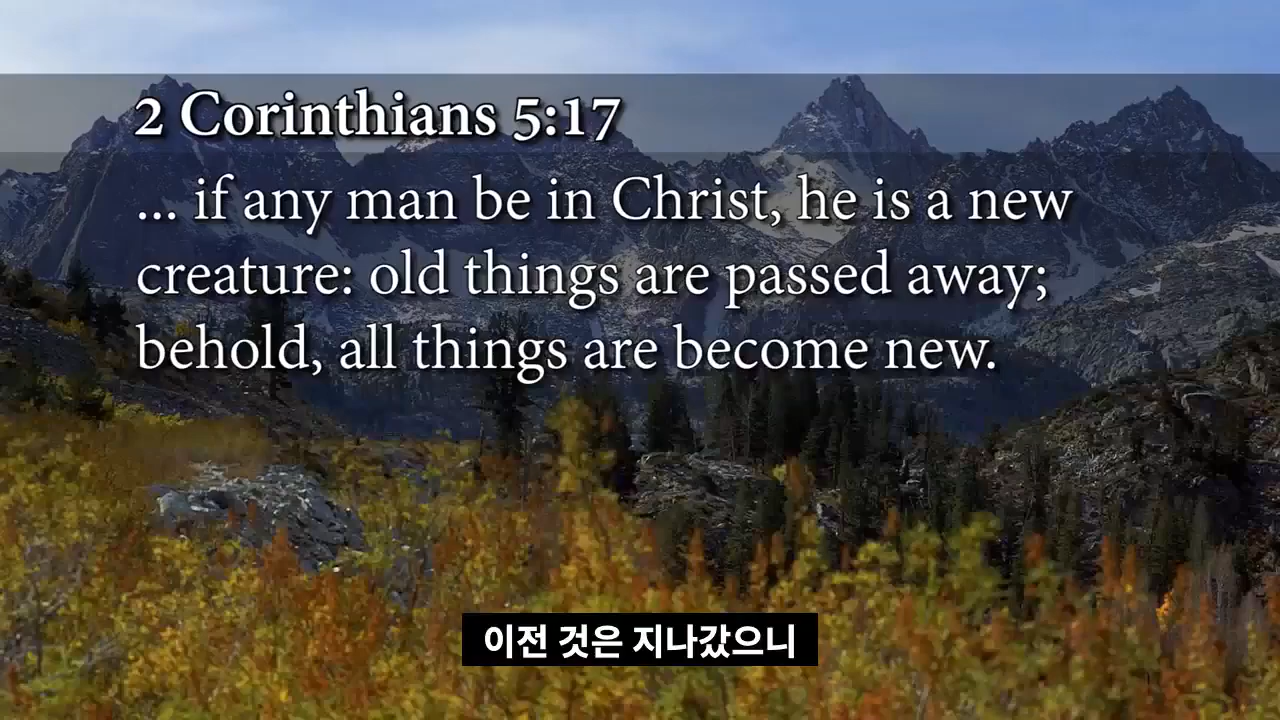 2 Corinthians 5:17
... if any man be in Christ, he is a new
creature: old things are passed away;
behold, all things are become new.
이전 것은 지나갔으니